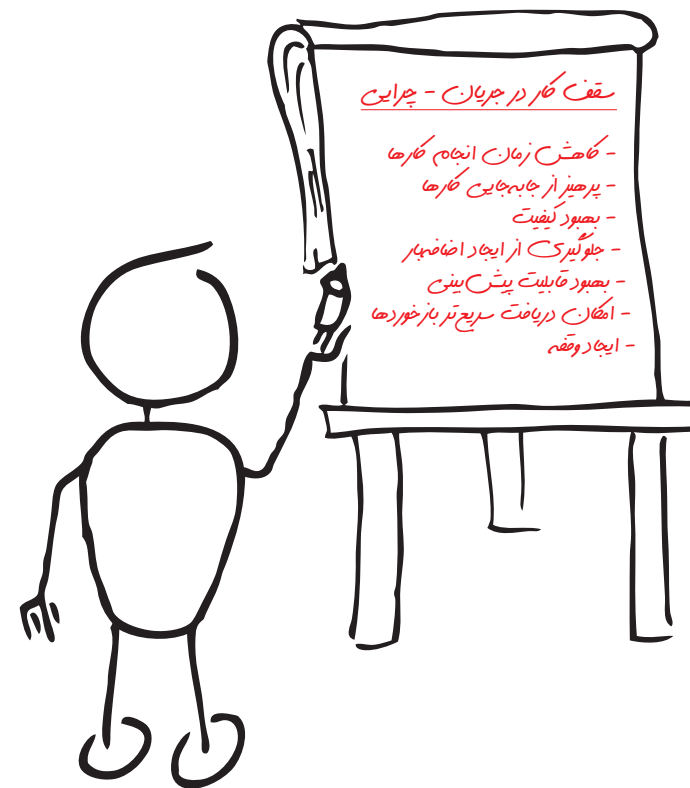 سقف کار در جریان - چرایی
- کاهش زمان انجام کارها
- پرهیز از جابه‌جایی کارها
- بهبود کیفیت
- جلوگیری از ایجاد اضافه‌بار
- بهبود قابلیت پیش‌بینی
- امکان دریافت سریع‌تر بازخوردها
- ایجاد وقفه